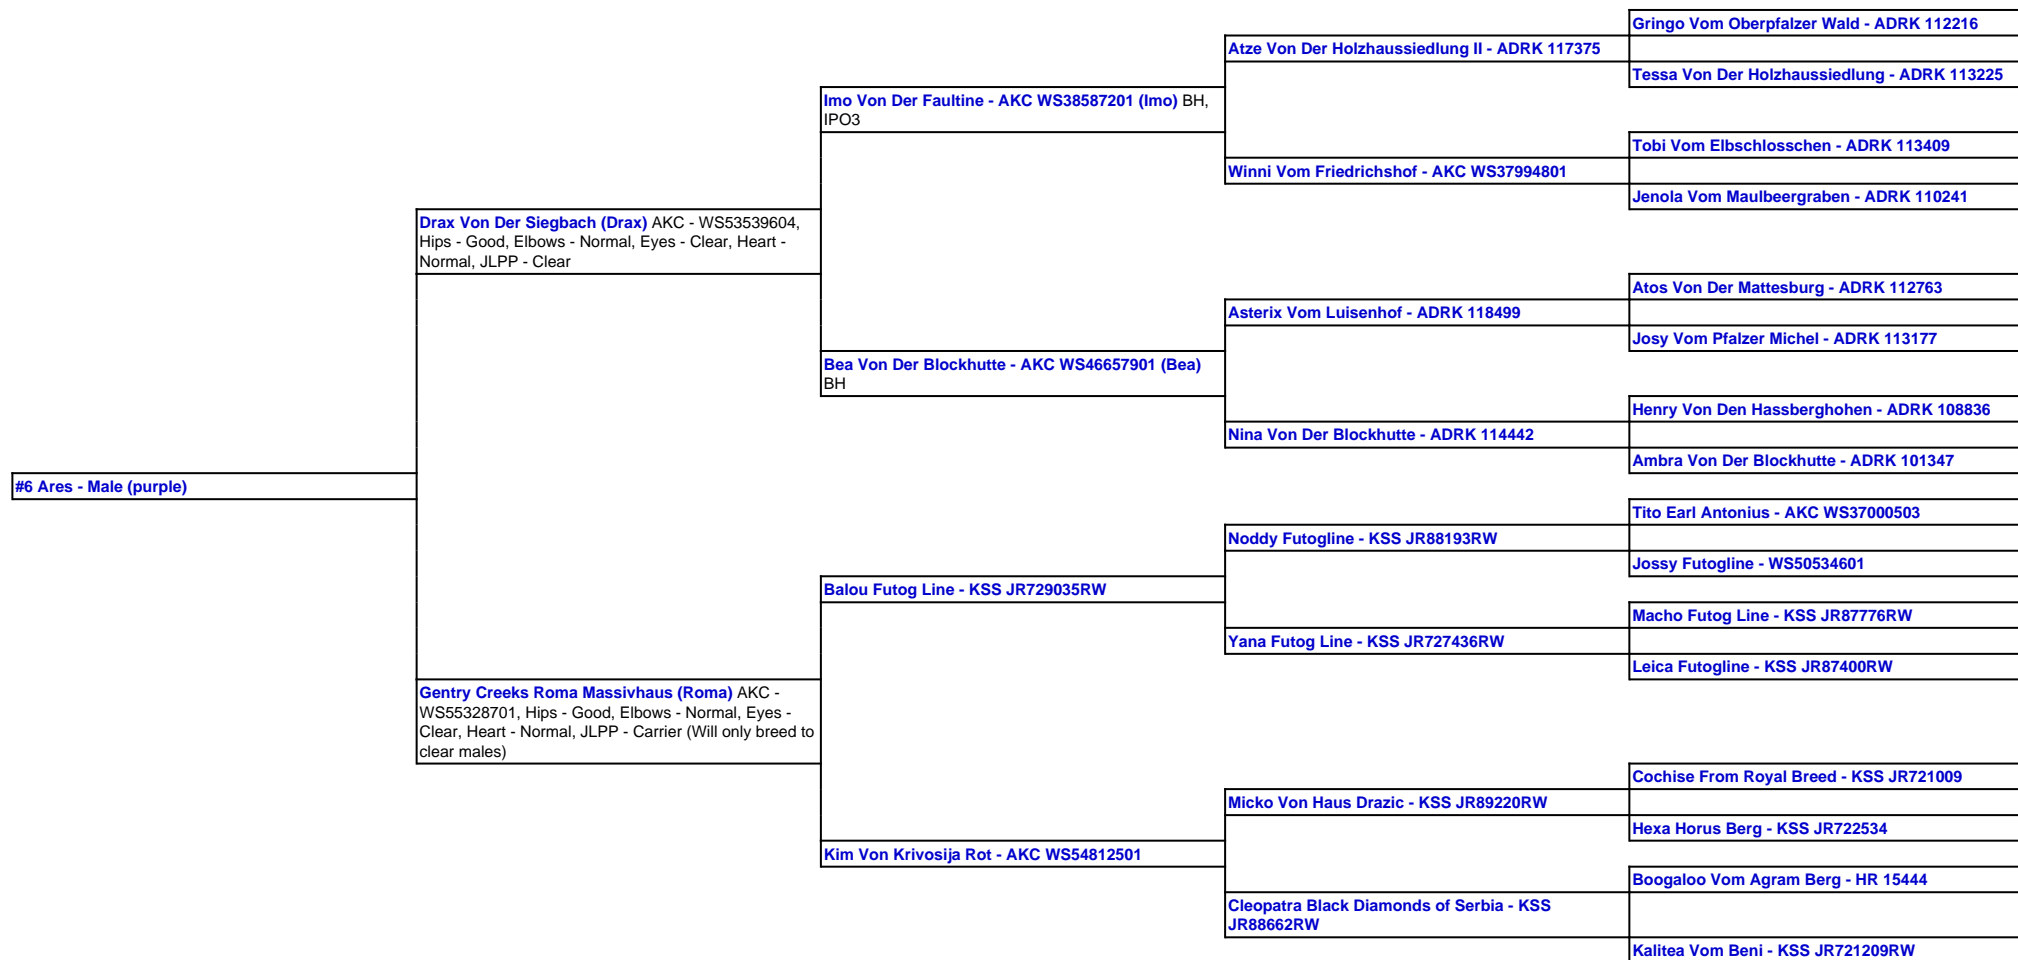 Gringo Vom Oberpfalzer Wald - ADRK 112216
Atze Von Der Holzhaussiedlung II - ADRK 117375
Tessa Von Der Holzhaussiedlung - ADRK 113225
Imo Von Der Faultine - AKC WS38587201 (Imo) BH,
IPO3
Tobi Vom Elbschlosschen - ADRK 113409
Winni Vom Friedrichshof - AKC WS37994801
Jenola Vom Maulbeergraben - ADRK 110241
Drax Von Der Siegbach (Drax) AKC - WS53539604,
Hips - Good, Elbows - Normal, Eyes - Clear, Heart -
Normal, JLPP - Clear
Atos Von Der Mattesburg - ADRK 112763
Asterix Vom Luisenhof - ADRK 118499
Josy Vom Pfalzer Michel - ADRK 113177
Bea Von Der Blockhutte - AKC WS46657901 (Bea)
BH
Henry Von Den Hassberghohen - ADRK 108836
Nina Von Der Blockhutte - ADRK 114442
Ambra Von Der Blockhutte - ADRK 101347
#6 Ares - Male (purple)
Tito Earl Antonius - AKC WS37000503
Noddy Futogline - KSS JR88193RW
Jossy Futogline - WS50534601
Balou Futog Line - KSS JR729035RW
Macho Futog Line - KSS JR87776RW
Yana Futog Line - KSS JR727436RW
Leica Futogline - KSS JR87400RW
Gentry Creeks Roma Massivhaus (Roma) AKC -
WS55328701, Hips - Good, Elbows - Normal, Eyes -
Clear, Heart - Normal, JLPP - Carrier (Will only breed to
clear males)
Cochise From Royal Breed - KSS JR721009
Micko Von Haus Drazic - KSS JR89220RW
Hexa Horus Berg - KSS JR722534
Kim Von Krivosija Rot - AKC WS54812501
Boogaloo Vom Agram Berg - HR 15444
Cleopatra Black Diamonds of Serbia - KSS
JR88662RW
Kalitea Vom Beni - KSS JR721209RW